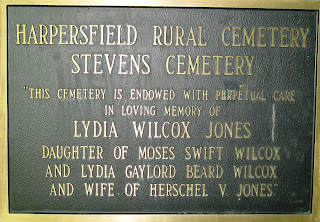 HARPERSFIELD RURAL CEMETERY
STEVENS CEMETERY
"THIS CEMETERY IS ENDOWED WITH PERPETUAL CARE
IN LOVING MEMORY OF
LYDIA WILCOX JONES
DAUGHTER OF MOSES SWIFT WILCOX
AND LYDIA GAYLORD BEARD WILCOX
AND WIFE OF HERSCHEL V. JONES"